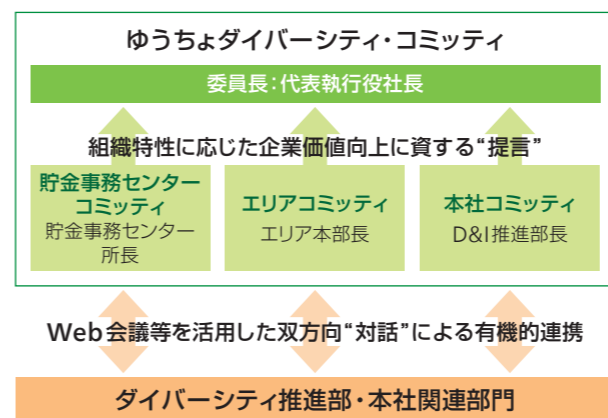 ゆうちょダイバーシティ・コミッティ
委員長：代表執行役社長
組織特性に応じた企業価値向上に資する“提言”
貯金事務センター
コミッティ
貯金事務センター
所長
エリアコミッティ
エリア本部長
本社コミッティ
D&I推進部長
Web会議等を活用した双方向“対話”による有機的連携
ダイバーシティ推進部・本社関連部門